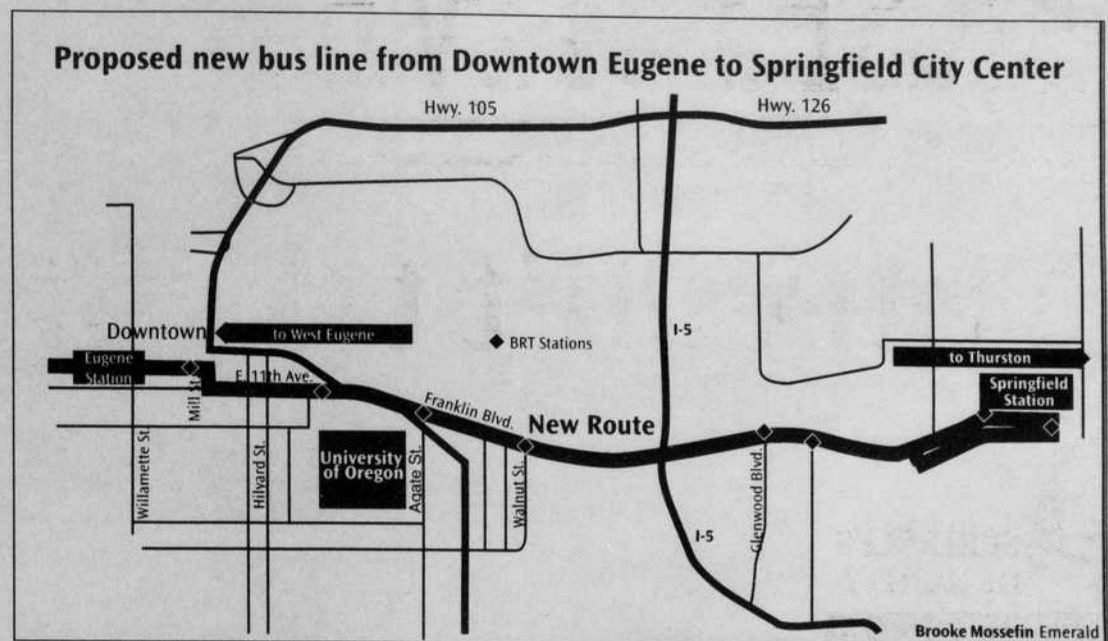 Proposed new bus line from Downtown Eugene to Springfield City Center
Hwy. 105
Hwy. 126
Downtown
to West Eugene
I-5
BRT Stations
Eugene
Station
to Thurston
Springfield
Station
Mill St.
E. 11th Ave.
Franklin Blvd.
New Route
University
of Oregon
Willamette St.
Hilyard St.
Agate St.
Walnut St.
Glenwood Blvd.
I-5
Brooke Mossefin Emerald